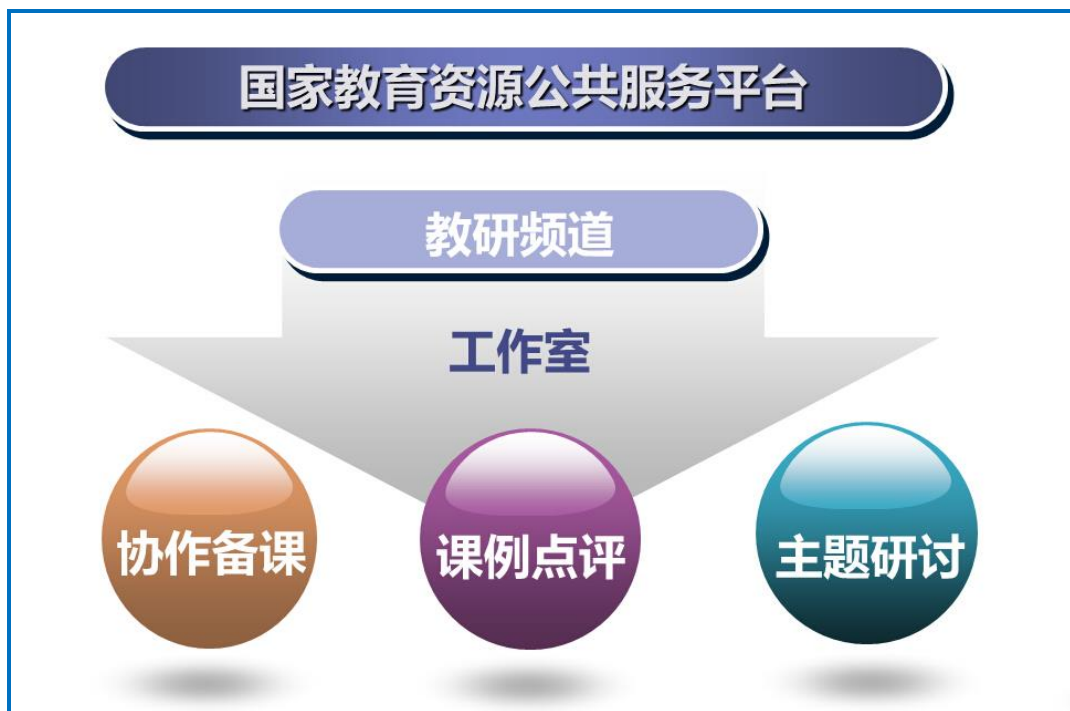 国家教育资源公共服务平台
教研频道
工作室
协作备课
课例点评
主题研讨